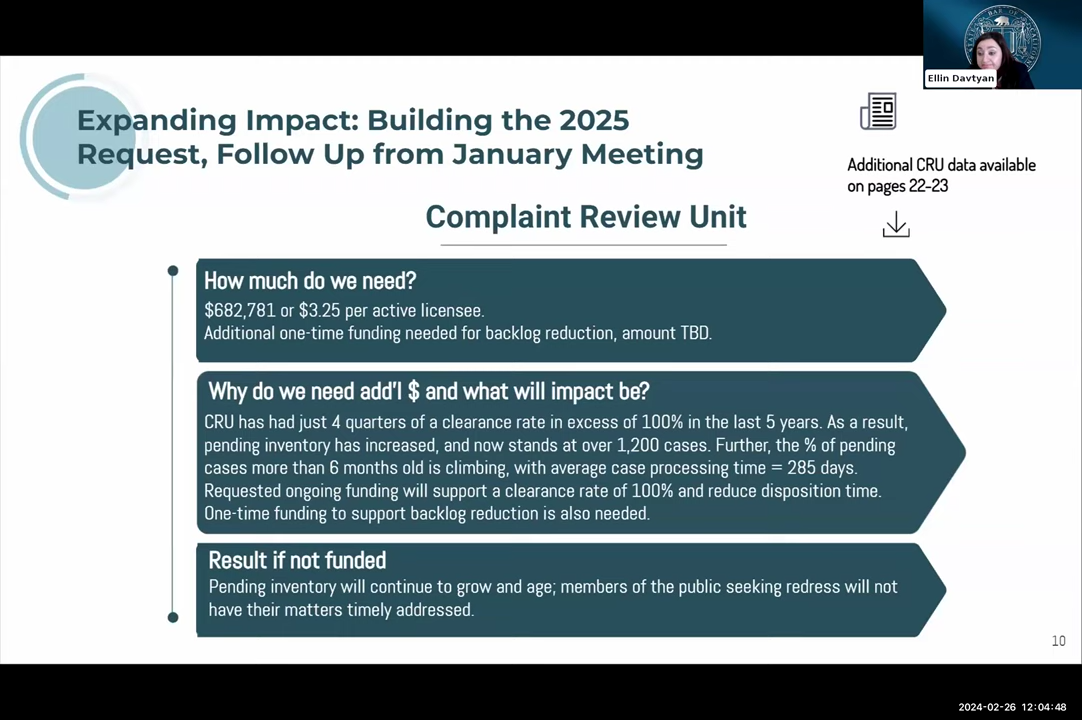 Ellin Davtyan
Expanding Impact: Building the 2025
Request, Follow Up from January Meeting
Additional CRU data available
on pages 22-23
Complaint Review Unit
How much do we need?
$682,781 or $3.25 per active licensee.
Additional one-time funding needed for backlog reduction, amount TBD.
Why do we need add'l $ and what will impact be?
CRU has had just 4 quarters of a clearance rate in excess of 100% in the last 5 years. As a result,
pending inventory has increased, and now stands at over 1,200 cases. Further, the % of pending
cases more than 6 months old is climbing, with average case processing time = 285 days.
Requested ongoing funding will support a clearance rate of 100% and reduce disposition time.
One-time funding to support backlog reduction is also needed.
Result if not funded
Pending inventory will continue to grow and age; members of the public seeking redress will not
have their matters timely addressed.
10
2024-02-26 12:04:48